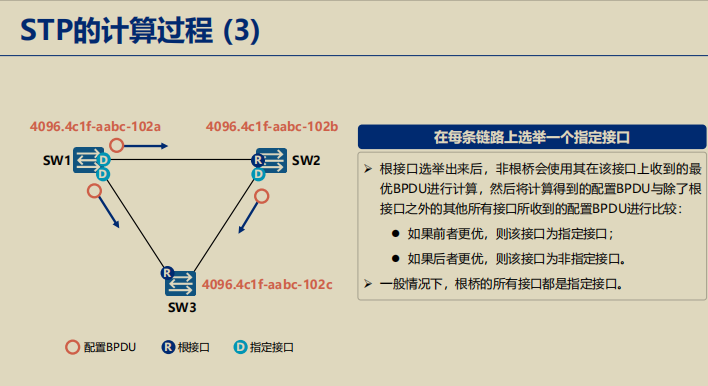 STP的计算过程 (3)
4096.4c1f-aabc-102a
4096.4c1f-aabc-102b
SW1
D
D
R
D
SW2
R
4096.4c1f-aabc-102c
SW3
配置BPDU
R 根接口
D 指定接口
在每条链路上选举一个指定接口
➢ 根接口选举出来后，非根桥会使用其在该接口上收到的最
优BPDU进行计算，然后将计算得到的配置BPDU与除了根
接口之外的其他所有接口所收到的配置BPDU进行比较：
● 如果前者更优，则该接口为指定接口；
● 如果后者更优，则该接口为非指定接口。
➢ 一般情况下，根桥的所有接口都是指定接口。